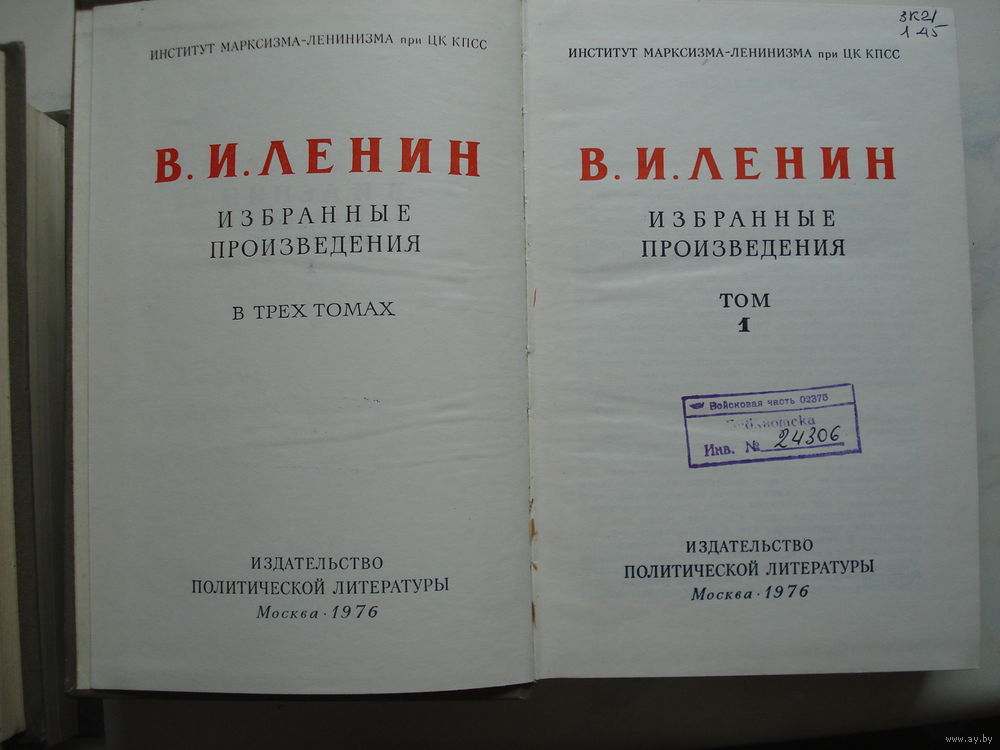 ИНСТИТУТ МАРКСИЗМА-ЛЕНИНИЗМА при ЦК КПСС
В. И. ЛЕНИН
ИЗБРАННЫЕ
ПРОИЗВЕДЕНИЯ
В ТРЕХ ТОМАХ
ИЗДАТЕЛЬСТВО
ПОЛИТИЧЕСКОЙ ЛИТЕРАТУРЫ
Москва · 1976
3К21
1-45
ИНСТИТУТ МАРКСИЗМА-ЛЕНИНИЗМА при ЦК КПСС
В. И. ЛЕНИН
ИЗБРАННЫЕ
ПРОИЗВЕДЕНИЯ
ТОМ
1
Войсковая часть 02375
Библиотека
Инв. № 24306
ИЗДАТЕЛЬСТВО
ПОЛИТИЧЕСКОЙ ЛИТЕРАТУРЫ
Москва · 1976
www.ay.by